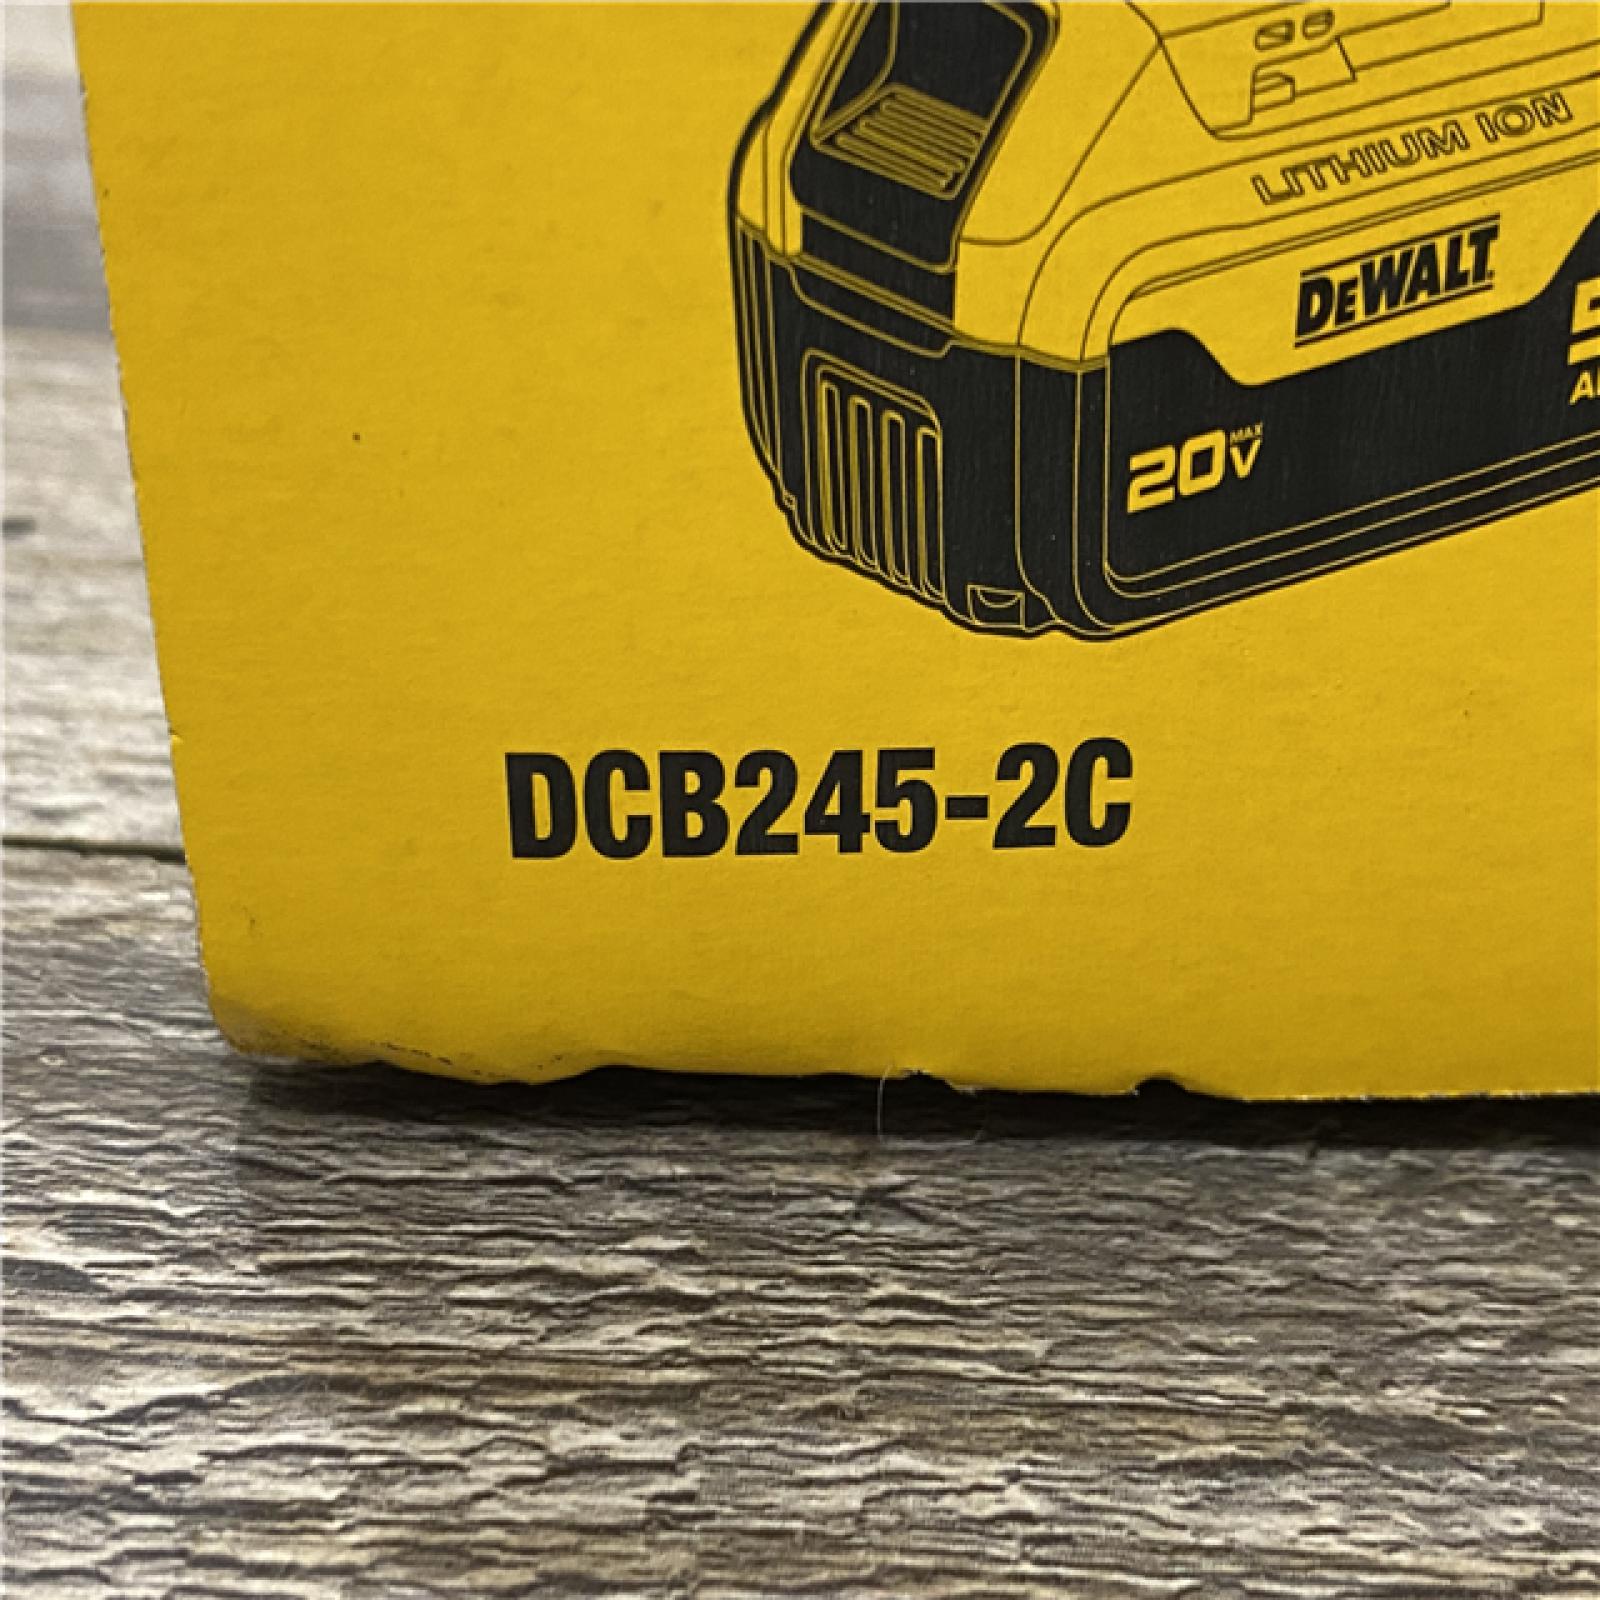 LITHIUM ION
DEWALT
20V MAX
DCB245-2C